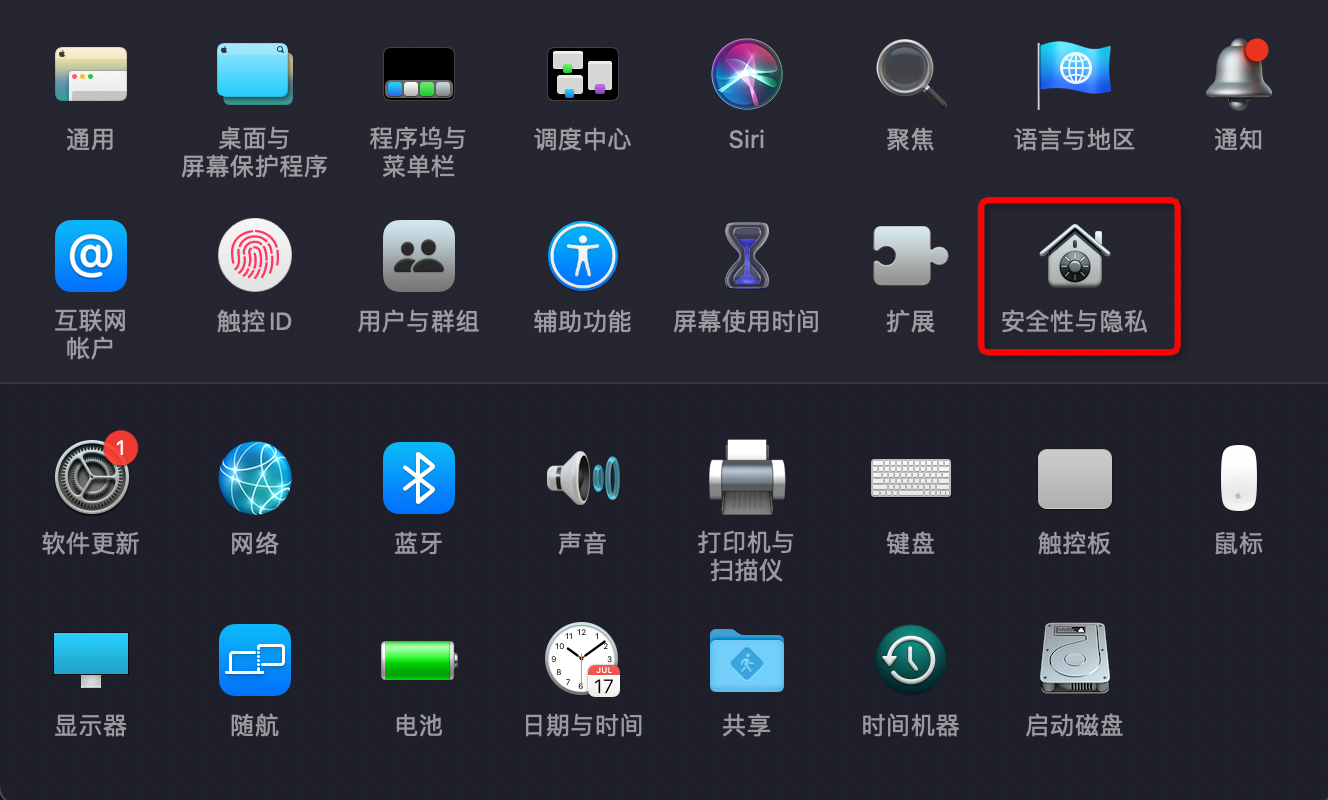 通用
桌面与
屏幕保护程序
程序坞与
菜单栏
调度中心
Siri
聚焦
语言与地区
通知
互联网
帐户
触控 ID
用户与群组
辅助功能
屏幕使用时间
扩展
安全性与隐私
1
软件更新
网络
蓝牙
声音
打印机与
扫描仪
键盘
触控板
鼠标
显示器
随航
电池
JUL
17
日期与时间
共享
时间机器
启动磁盘